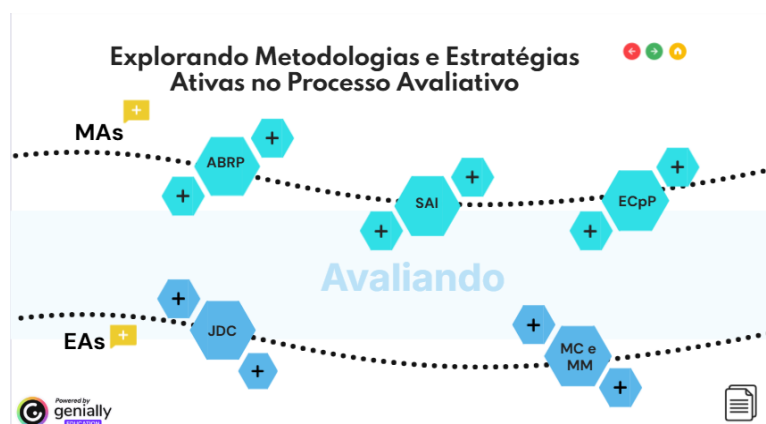 Explorando Metodologias e Estratégias
Ativas no Processo Avaliativo
MAs
+
ABRP
+
+
SAI
+
+
ECpP
+
+
Avaliando
EAs
+
JDC
+
+
MC e
MM
+
+
Powered by
genially
EDUCATION